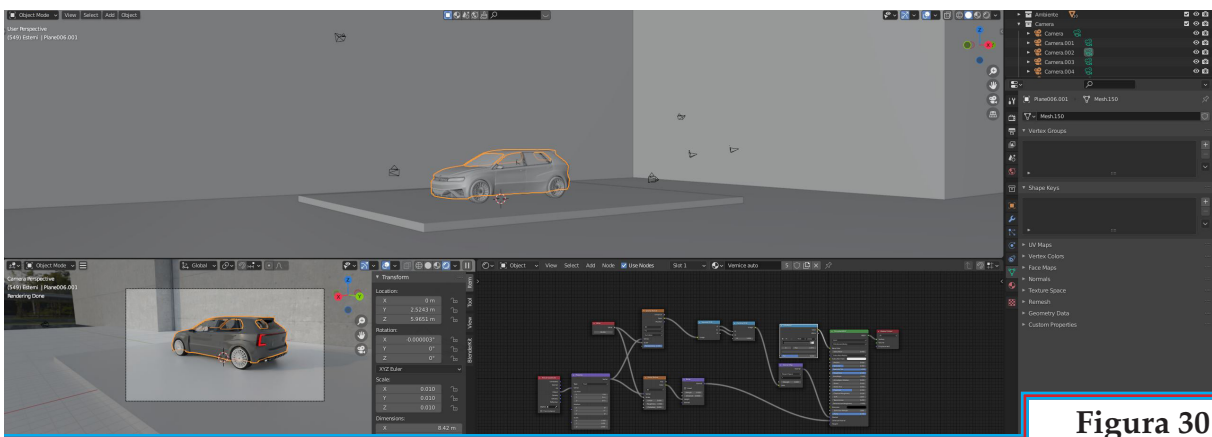 Object Mode View Select Add Object
User Perspective
(549) Esterni | Plane006.001
Ambiente
Camera
Camera
Camera.001
Camera.002
Camera.003
Camera.004
Plane006.001 Mesh.150
Mesh.150
Vertex Groups
Shape Keys
UV Maps
Vertex Colors
Face Maps
Normals
Texture Space
Remesh
Geometry Data
Custom Properties
Object Mode Global
Camera Perspective
(549) Esterni | Plane006.001
Rendering Done
Transform
Location:
X 0 m
Y 2.5243 m
Z 5.9651 m
Rotation:
X -0.000003°
Y 0°
Z 0°
XYZ Euler
Scale:
X 0.010
Y 0.010
Z 0.010
Dimensions:
X 8.42 m
Item
Tool
View
BlenderKit
Object View Select Add Node Use Nodes Slot 1 Vernice auto 5
Figura 30